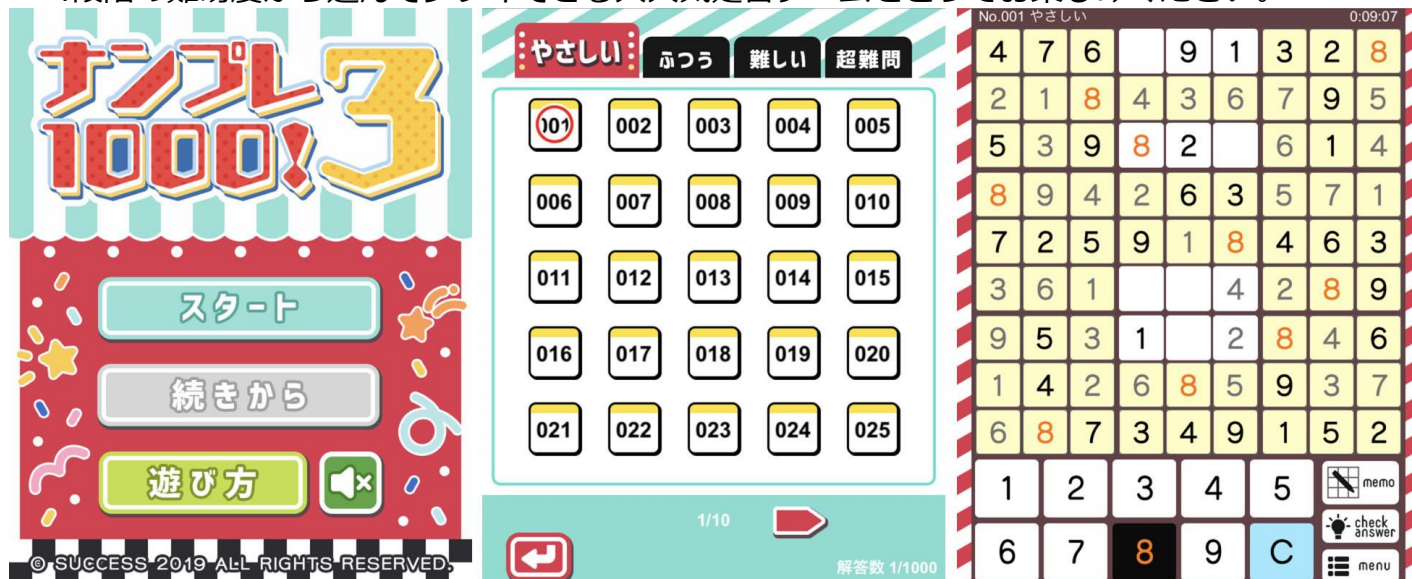 ナンプレ
1000! 3
スタート
続きから
遊び方
© SUCCESS 2019 ALL RIGHTS RESERVED.
やさしい ふつう 難しい 超難問
001 002 003 004 005
006 007 008 009 010
011 012 013 014 015
016 017 018 019 020
021 022 023 024 025
1/10
解答数 1/1000
No.001 やさしい 0:09:07
4 7 6 9 1 3 2 8
2 1 8 4 3 6 7 9 5
5 3 9 8 2 6 1 4
8 9 4 2 6 3 5 7 1
7 2 5 9 1 8 4 6 3
3 6 1 4 2 8 9
9 5 3 1 2 8 4 6
1 4 2 6 8 5 9 3 7
6 8 7 3 4 9 1 5 2
1 2 3 4 5 memo
check
answer
6 7 8 9 C menu